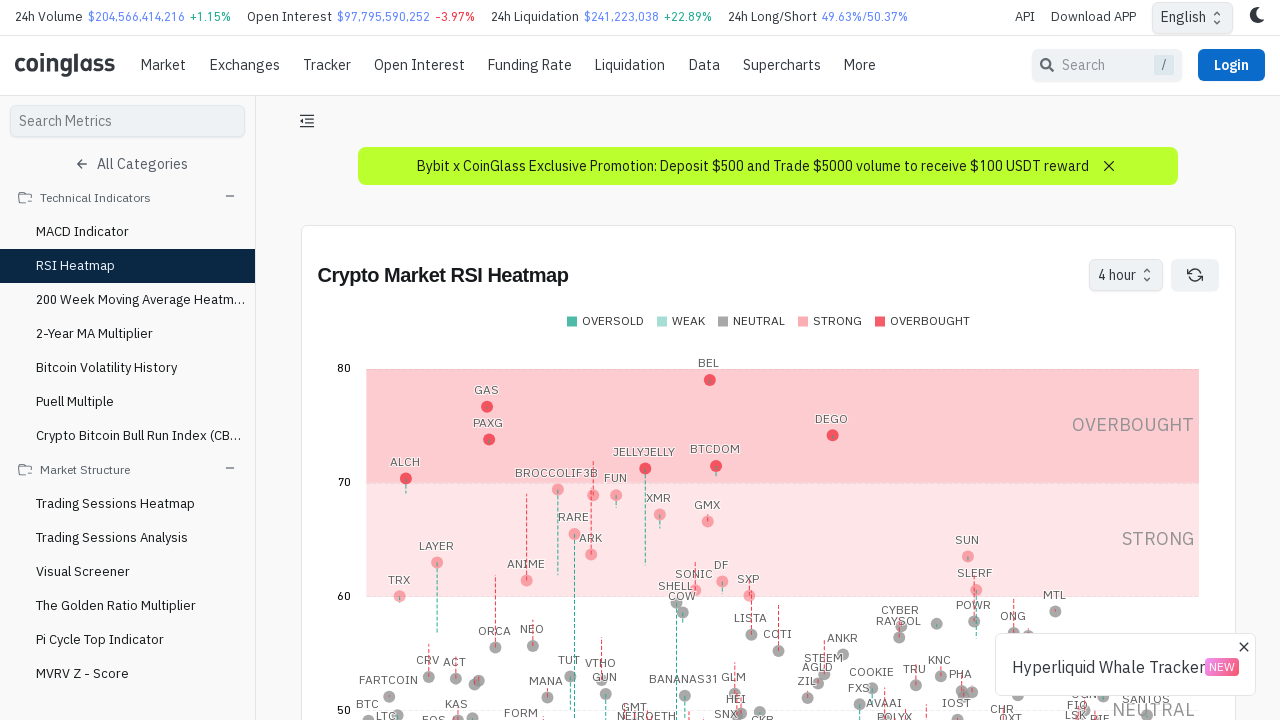 24h Volume $204,566,414,216 +1.15% Open Interest $97,795,590,252 -3.97% 24h Liquidation $241,223,038 +22.89% 24h Long/Short 49.63%/50.37% API Download APP English
coinglass Market Exchanges Tracker Open Interest Funding Rate Liquidation Data Supercharts More Search / Login
Search Metrics
All Categories
Technical Indicators
MACD Indicator
RSI Heatmap
200 Week Moving Average Heatm...
2-Year MA Multiplier
Bitcoin Volatility History
Puell Multiple
Crypto Bitcoin Bull Run Index (CB...
Market Structure
Trading Sessions Heatmap
Trading Sessions Analysis
Visual Screener
The Golden Ratio Multiplier
Pi Cycle Top Indicator
MVRV Z - Score
Bybit x CoinGlass Exclusive Promotion: Deposit $500 and Trade $5000 volume to receive $100 USDT reward
Crypto Market RSI Heatmap
4 hour
OVERSOLD WEAK NEUTRAL STRONG OVERBOUGHT
80
BEL
GAS
PAXG
DEGO
OVERBOUGHT
JELLYJELLY
BTCDOM
ALCH
BROCCOLIF3B
FUN
70
XMR
GMX
RARE
ARK
STRONG
LAYER
SUN
ANIME
DF
SONIC
SLERF
TRX
SXP
SHELL
COW
60
MTL
POWR
CYBER
RAYSOL
ONG
LISTA
ORCA
NEO
COTI
ANKR
CRV
ACT
TUT
VTHO
STEEM
AGLD
KNC
GUN
COOKIE
TRU
PHA
FARTCOIN
MANA
BANANAS31
GLM
ZIL
FXS
BTC
LTC
KAS
FORM
GMT
HEI
AVAAI
IOST
CHR
FIO
SANTOS
50
NEUTRAL
Hyperliquid Whale Tracker NEW